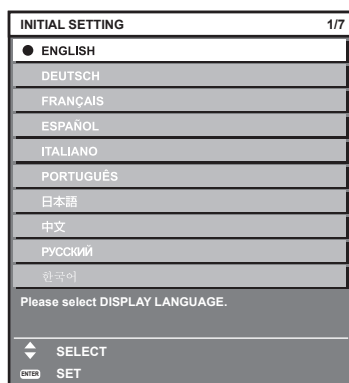 INITIAL SETTING 1/7
ENGLISH
DEUTSCH
FRANÇAIS
ESPAÑOL
ITALIANO
PORTUGUÊS
日本語
中文
РУССКИЙ
한국어
Please select DISPLAY LANGUAGE.
SELECT
ENTER SET